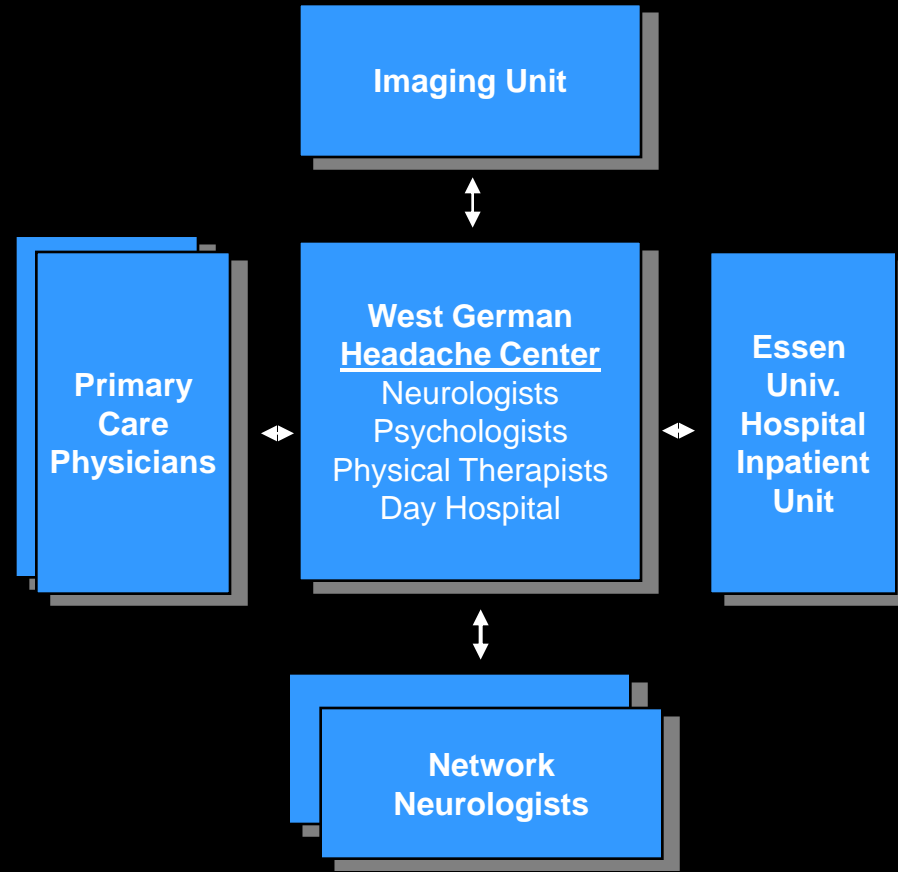 Imaging Unit
Primary
Care
Physicians
West German
Headache Center
Neurologists
Psychologists
Physical Therapists
Day Hospital
Essen
Univ.
Hospital
Inpatient
Unit
Network
Neurologists